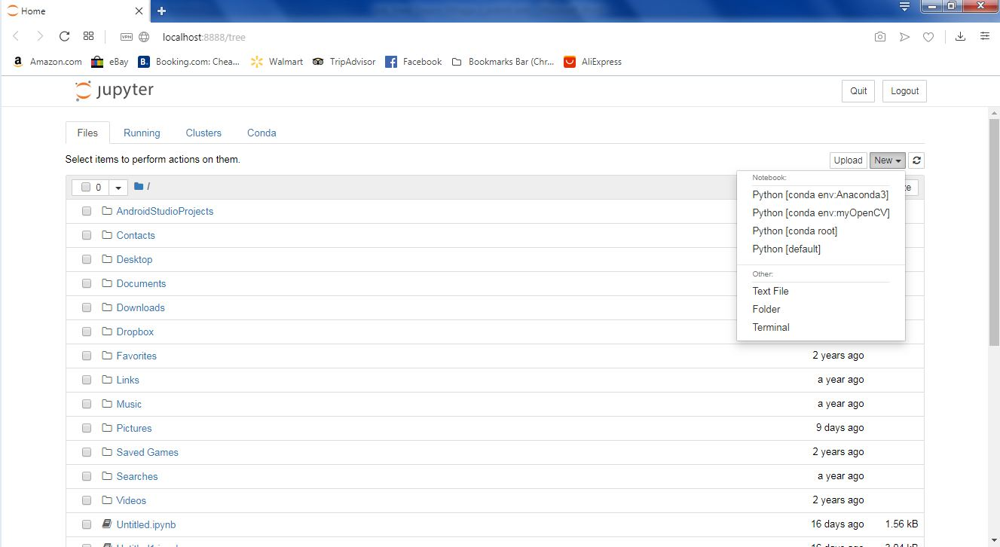 Home
VPN
localhost:8888/tree
Amazon.com eBay Booking.com: Chea... Walmart TripAdvisor Facebook Bookmarks Bar (Chr... AliExpress
jupyter
Quit Logout
Files Running Clusters Conda
Select items to perform actions on them.
Upload New
0 /
Notebook:
Python [conda env:Anaconda3]
Python [conda env:myOpenCV]
Python [conda root]
Python [default]
Other:
Text File
Folder
Terminal
AndroidStudioProjects
Contacts
Desktop
Documents
Downloads
Dropbox
Favorites 2 years ago
Links a year ago
Music a year ago
Pictures 9 days ago
Saved Games 2 years ago
Searches a year ago
Videos 2 years ago
Untitled.ipynb 16 days ago 1.56 kB